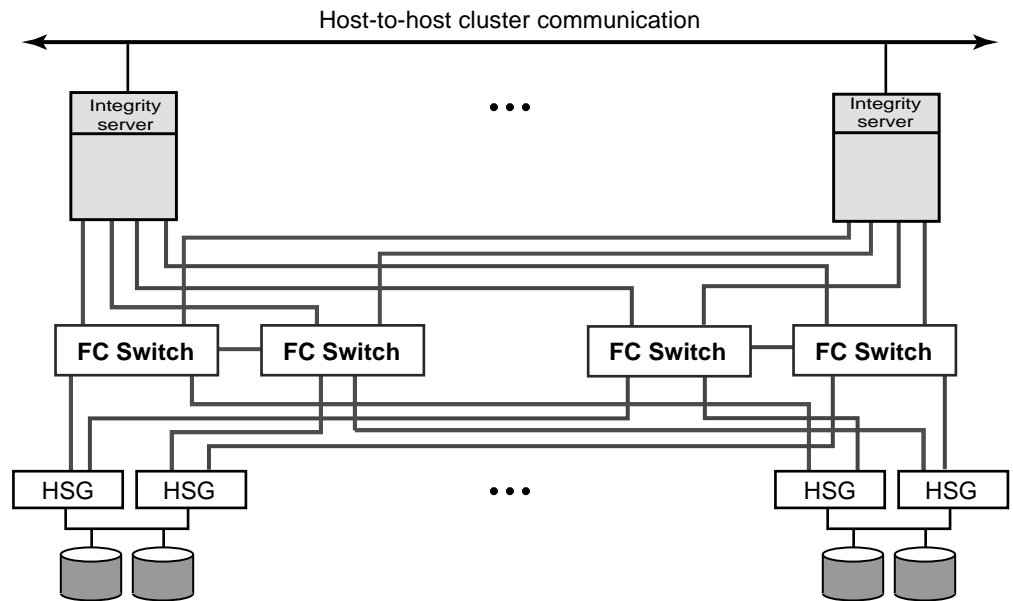 Host-to-host cluster communication
Integrity
server
Integrity
server
FC Switch
FC Switch
FC Switch
FC Switch
HSG
HSG
HSG
HSG